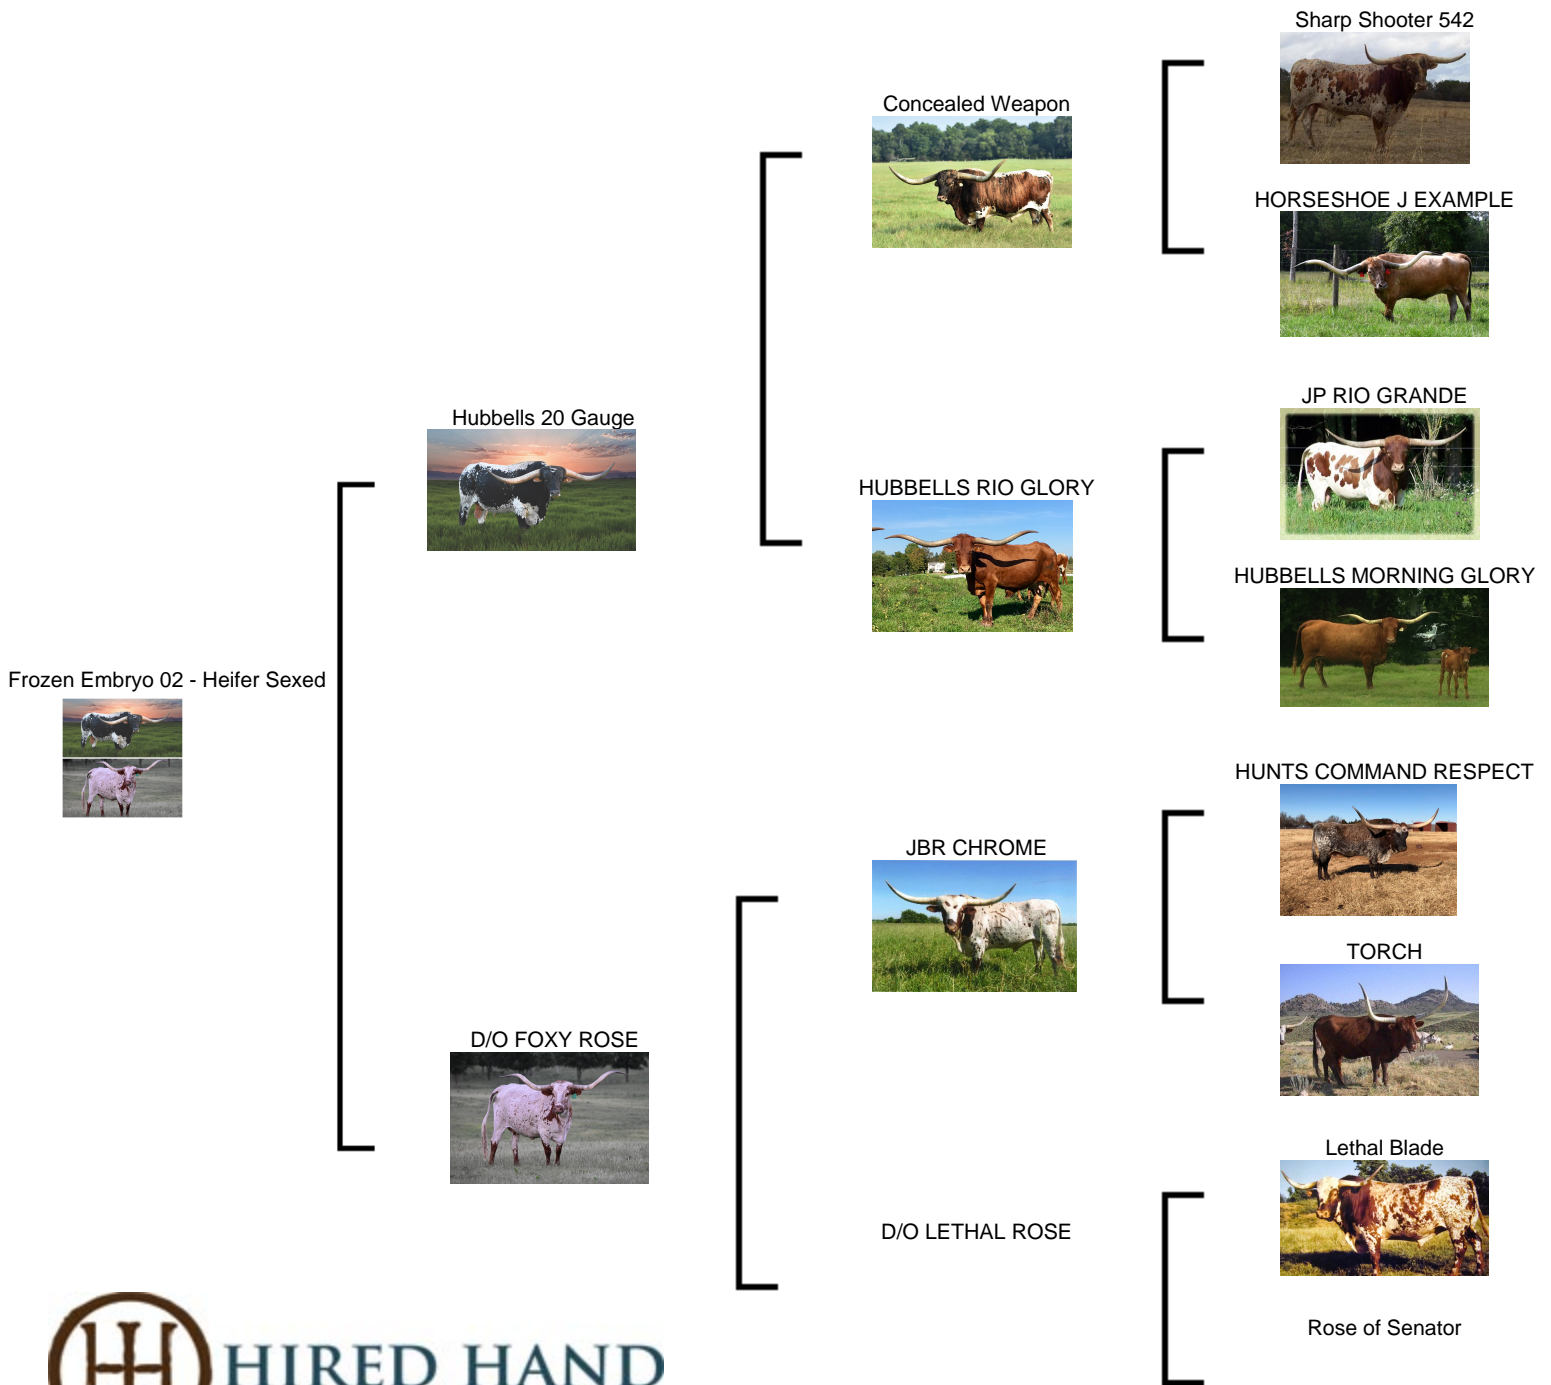 Sharp Shooter 542
Concealed Weapon
HORSESHOE J EXAMPLE
JP RIO GRANDE
Hubbells 20 Gauge
HUBBELLS RIO GLORY
HUBBELLS MORNING GLORY
Frozen Embryo 02 - Heifer Sexed
HUNTS COMMAND RESPECT
JBR CHROME
TORCH
D/O FOXY ROSE
Lethal Blade
D/O LETHAL ROSE
Rose of Senator
HIRED HAND